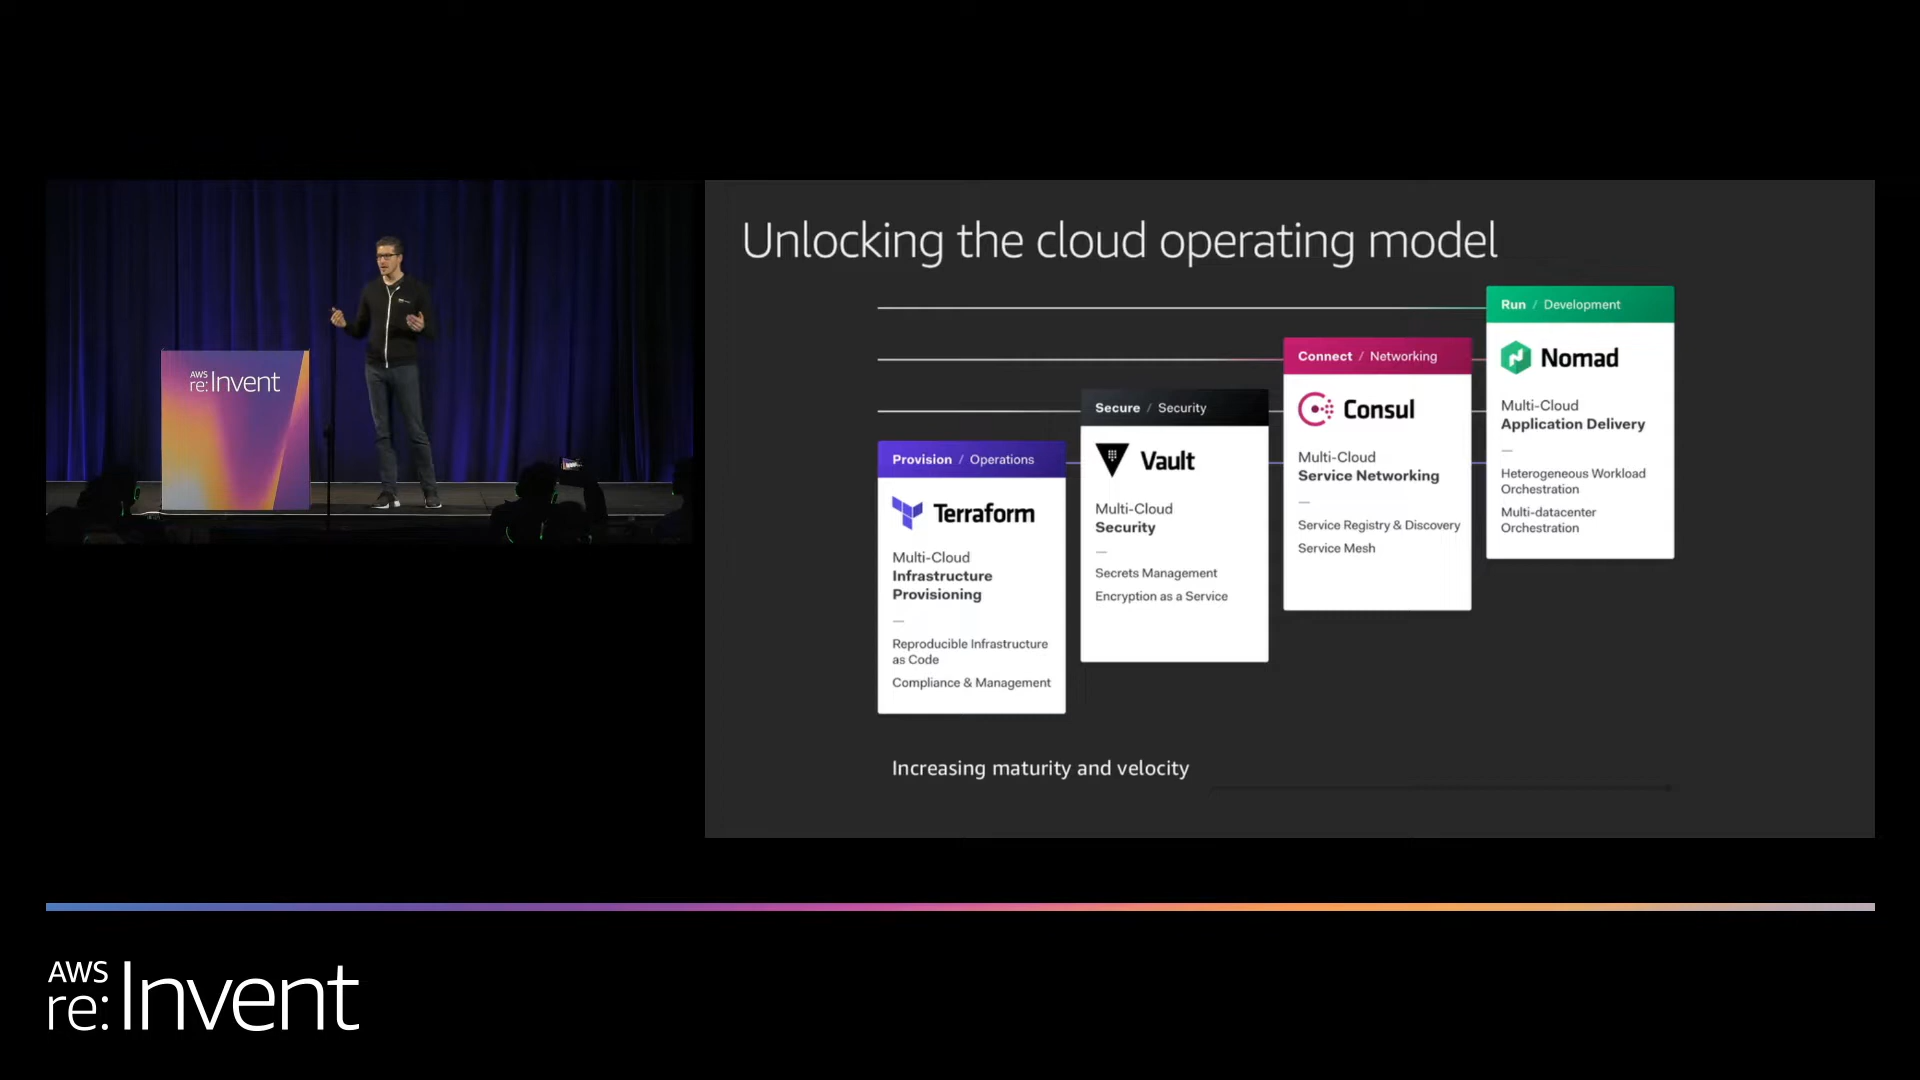 AWS
re:Invent
Unlocking the cloud operating model
Provision / Operations
Terraform
Multi-Cloud
Infrastructure
Provisioning
Reproducible Infrastructure
as Code
Compliance & Management
Secure / Security
Vault
Multi-Cloud
Security
Secrets Management
Encryption as a Service
Connect / Networking
Consul
Multi-Cloud
Service Networking
Service Registry & Discovery
Service Mesh
Run / Development
Nomad
Multi-Cloud
Application Delivery
Heterogeneous Workload
Orchestration
Multi-datacenter
Orchestration
Increasing maturity and velocity
AWS
re:Invent